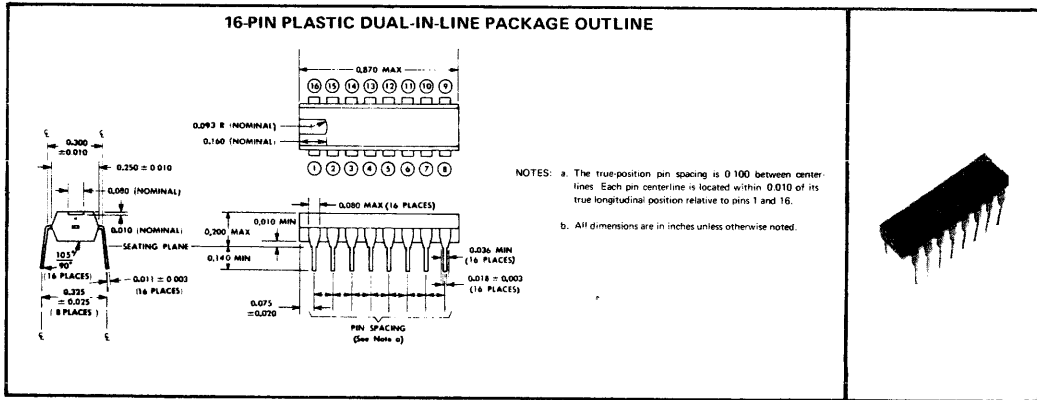 16-PIN PLASTIC DUAL-IN-LINE PACKAGE OUTLINE
0.870 MAX
16 15 14 13 12 11 10 9
0.093 R (NOMINAL)
0.160 (NOMINAL)
1 2 3 4 5 6 7 8
℄ ℄
0.300
±0.010
0.250 ± 0.010
0.080 (NOMINAL)
0.010 (NOMINAL)
SEATING PLANE
105°
90°
(16 PLACES)
0.011 ± 0.003
(16 PLACES)
0.325
± 0.025
( 8 PLACES )
℄ ℄
0.080 MAX (16 PLACES)
0.010 MIN
0.200 MAX
0.140 MIN
0.036 MIN
(16 PLACES)
0.018 ± 0.003
(16 PLACES)
0.075
±0.020
PIN SPACING
(See Note a)
NOTES: a. The true-position pin spacing is 0 100 between center-
lines Each pin centerline is located within 0.010 of its
true longitudinal position relative to pins 1 and 16.
b. All dimensions are in inches unless otherwise noted.